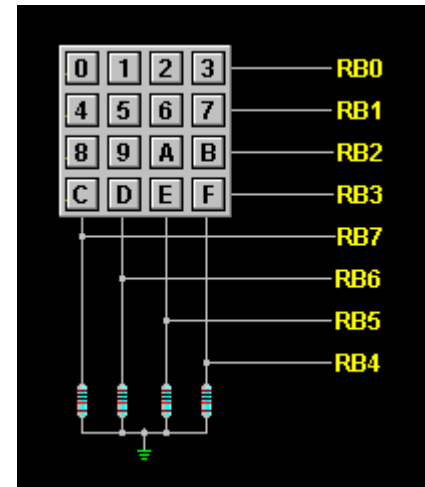 0 1 2 3 RB0
4 5 6 7 RB1
8 9 A B RB2
C D E F RB3
RB7
RB6
RB5
RB4